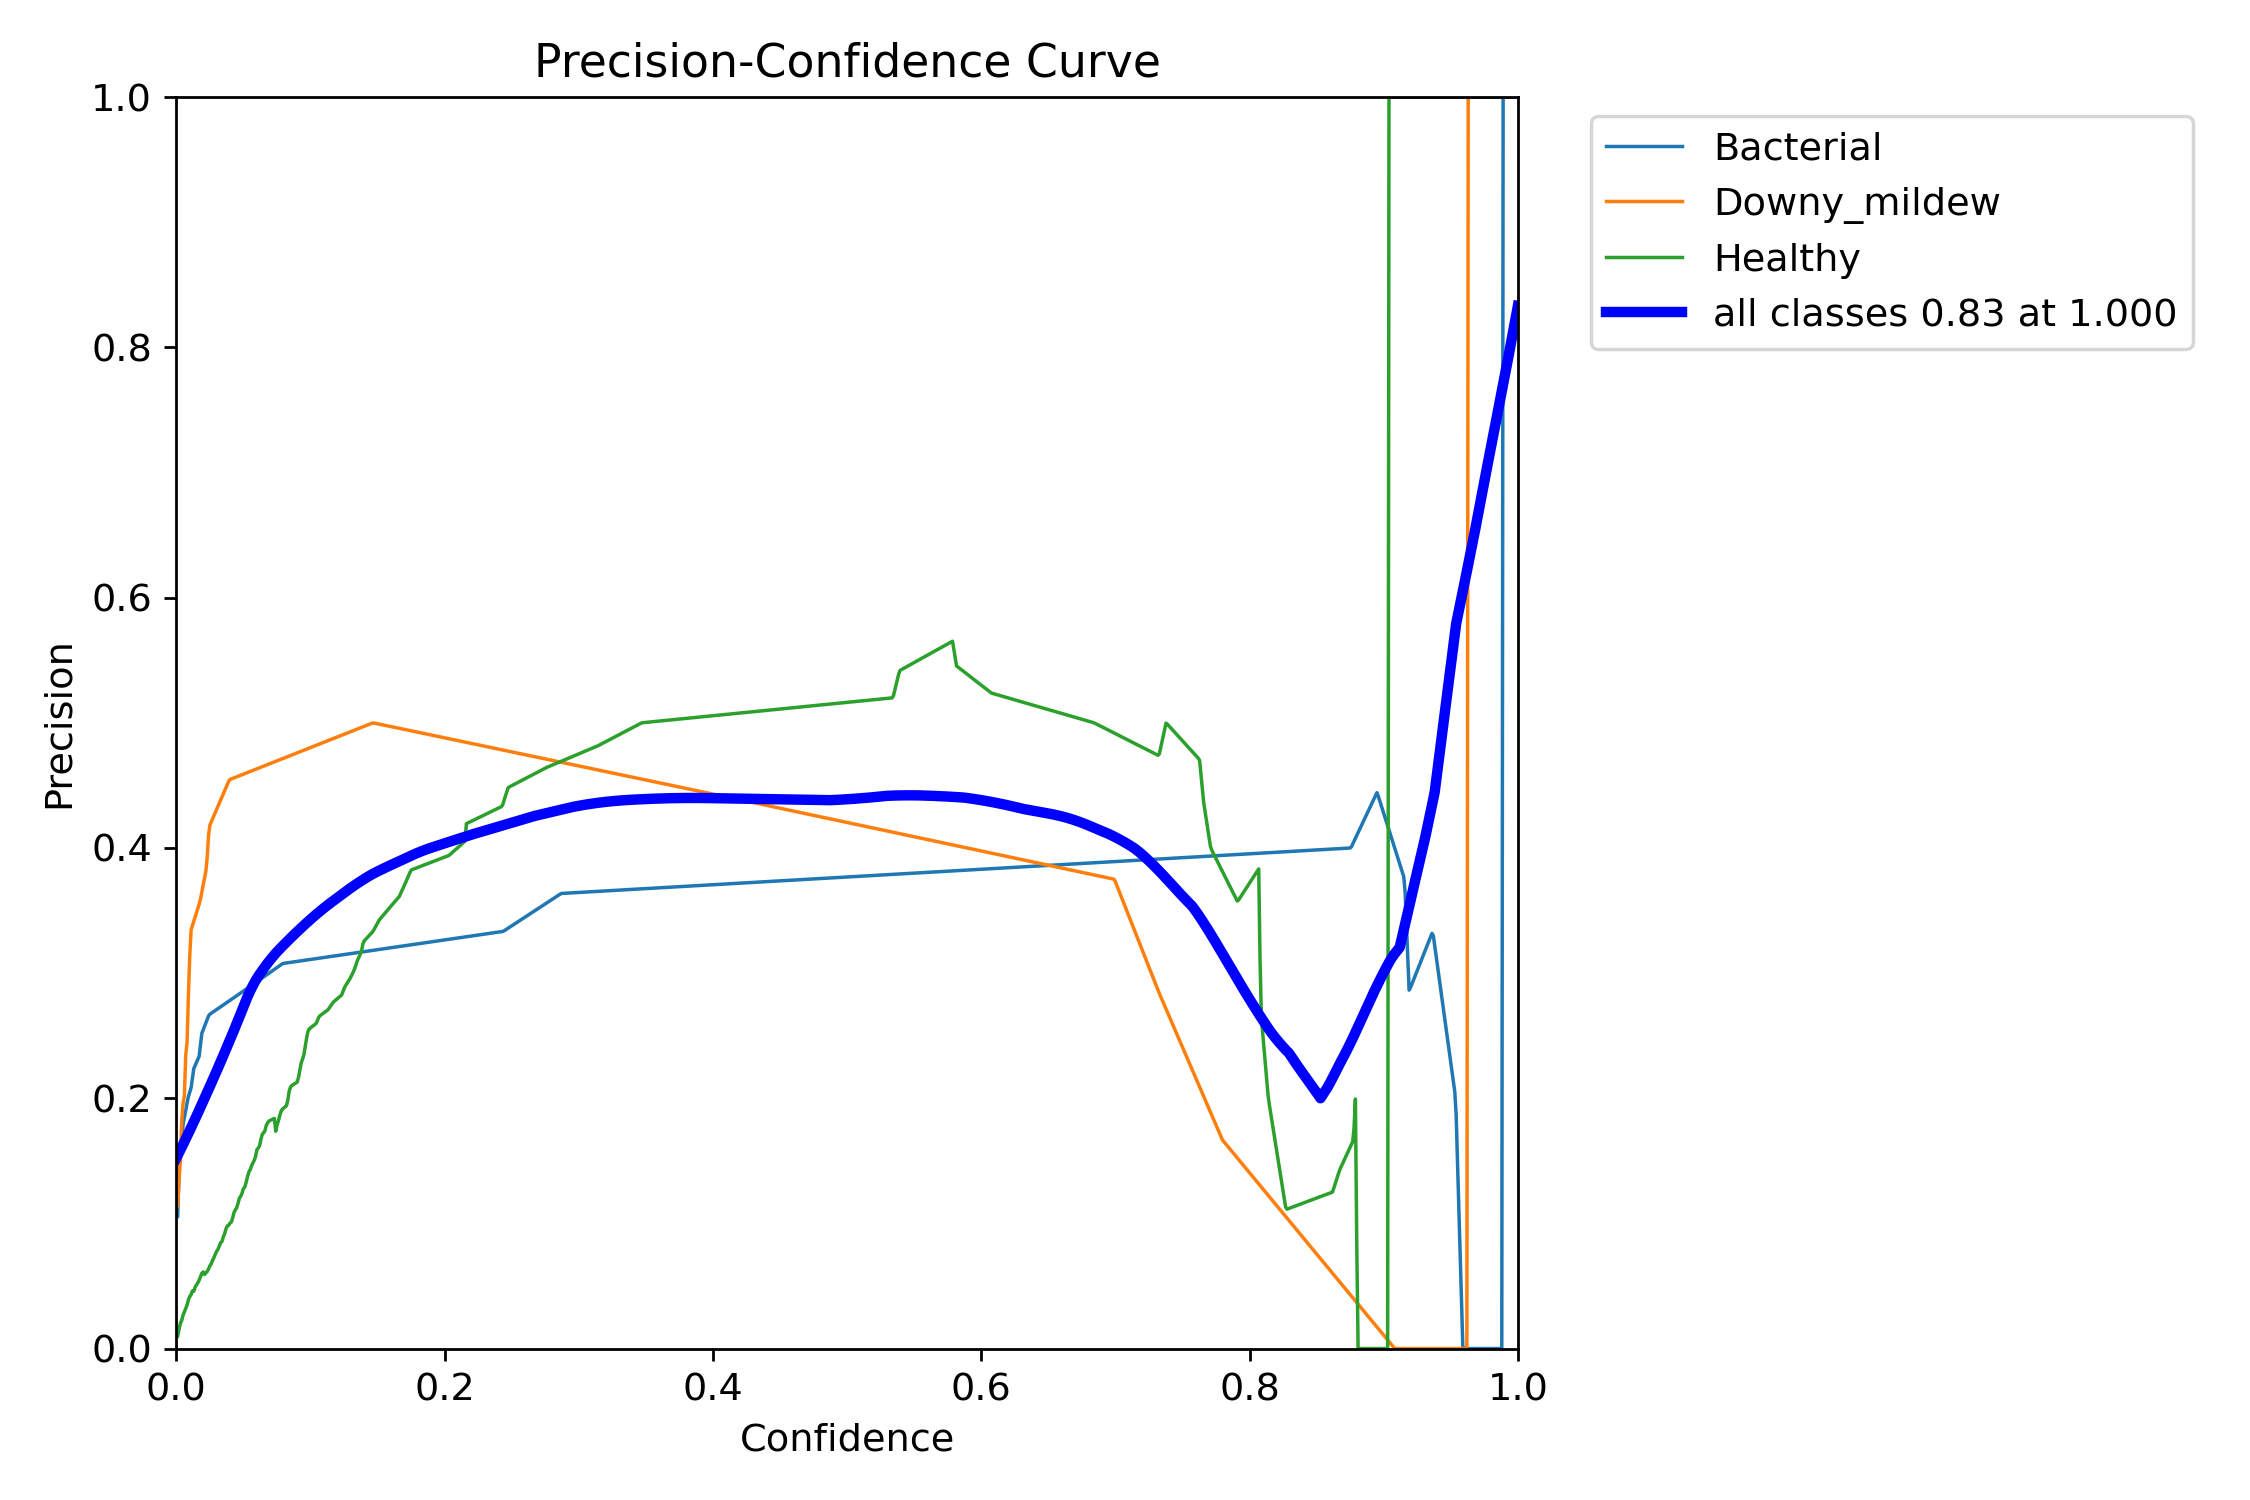 Precision-Confidence Curve
1.0
0.8
0.6
0.4
0.2
0.0
Precision
0.0 0.2 0.4 0.6 0.8 1.0
Confidence
Bacterial
Downy_mildew
Healthy
all classes 0.83 at 1.000